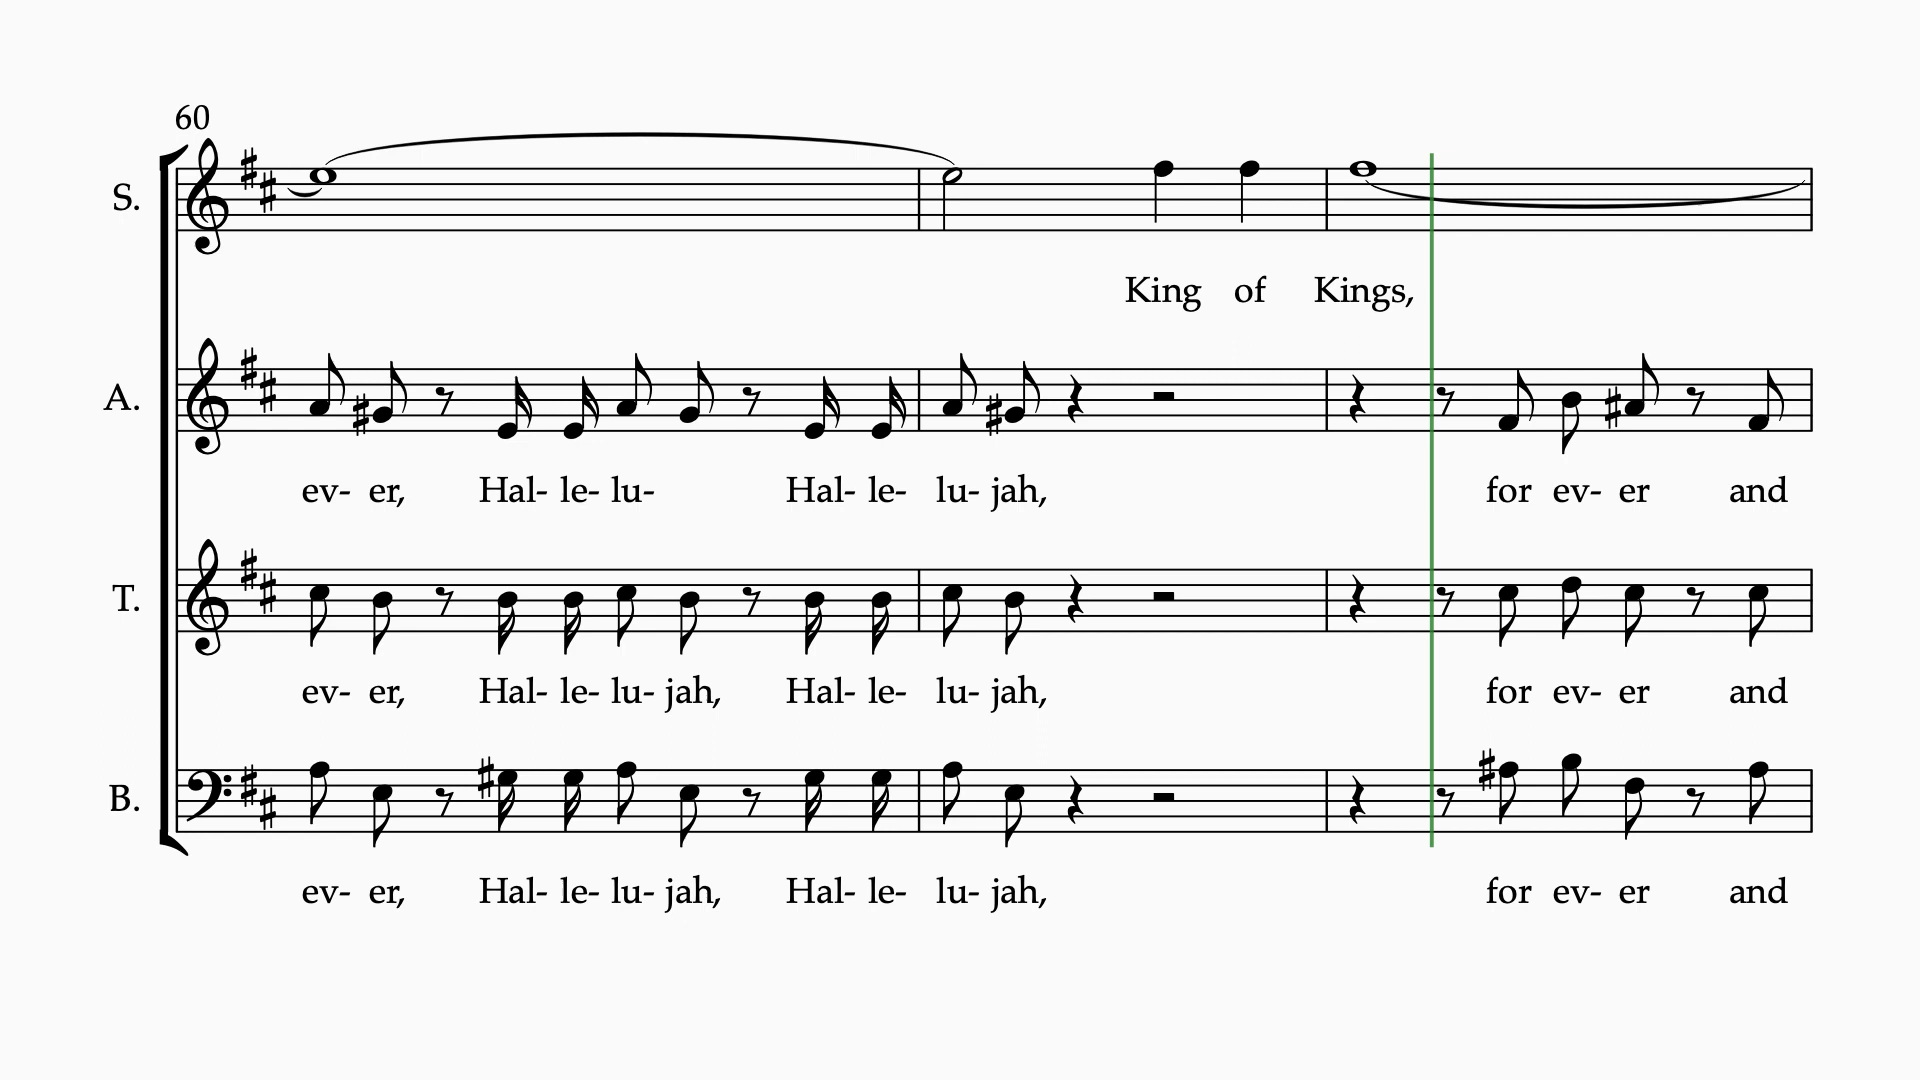 60
S.
King of Kings,
A.
ev- er, Hal- le- lu- Hal- le- lu- jah, for ev- er and
T.
ev- er, Hal- le- lu- jah, Hal- le- lu- jah, for ev- er and
B.
ev- er, Hal- le- lu- jah, Hal- le- lu- jah, for ev- er and